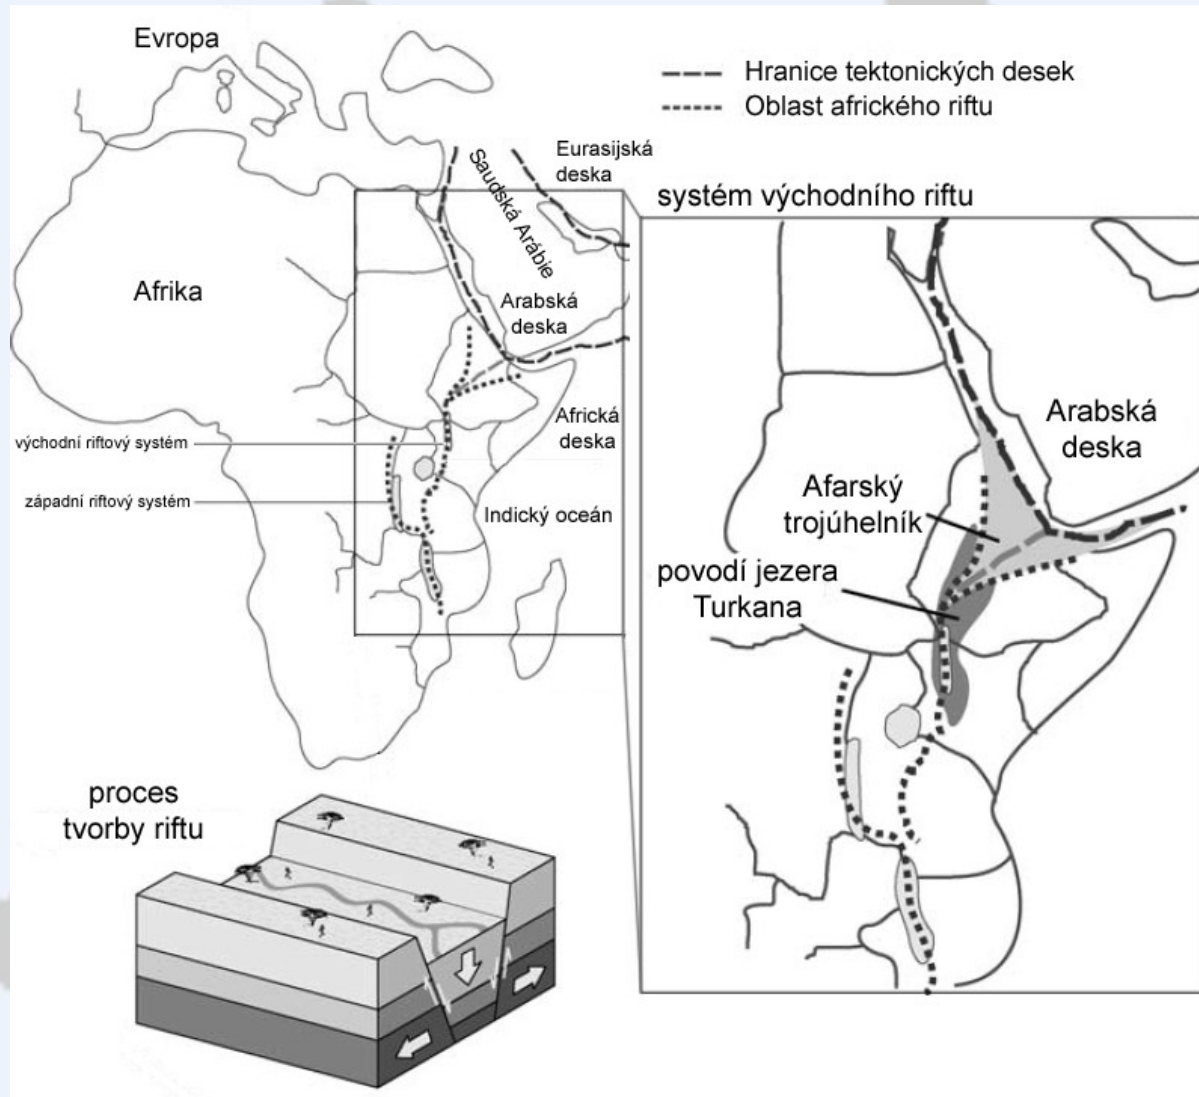 Evropa
Hranice tektonických desek
Oblast afrického riftu
Eurasijská
deska
Saudská Arábie
systém východního riftu
Afrika
Arabská
deska
Africká
deska
východní riftový systém
západní riftový systém
Indický oceán
Arabská
deska
Afarský
trojúhelník
povodí jezera
Turkana
proces
tvorby riftu